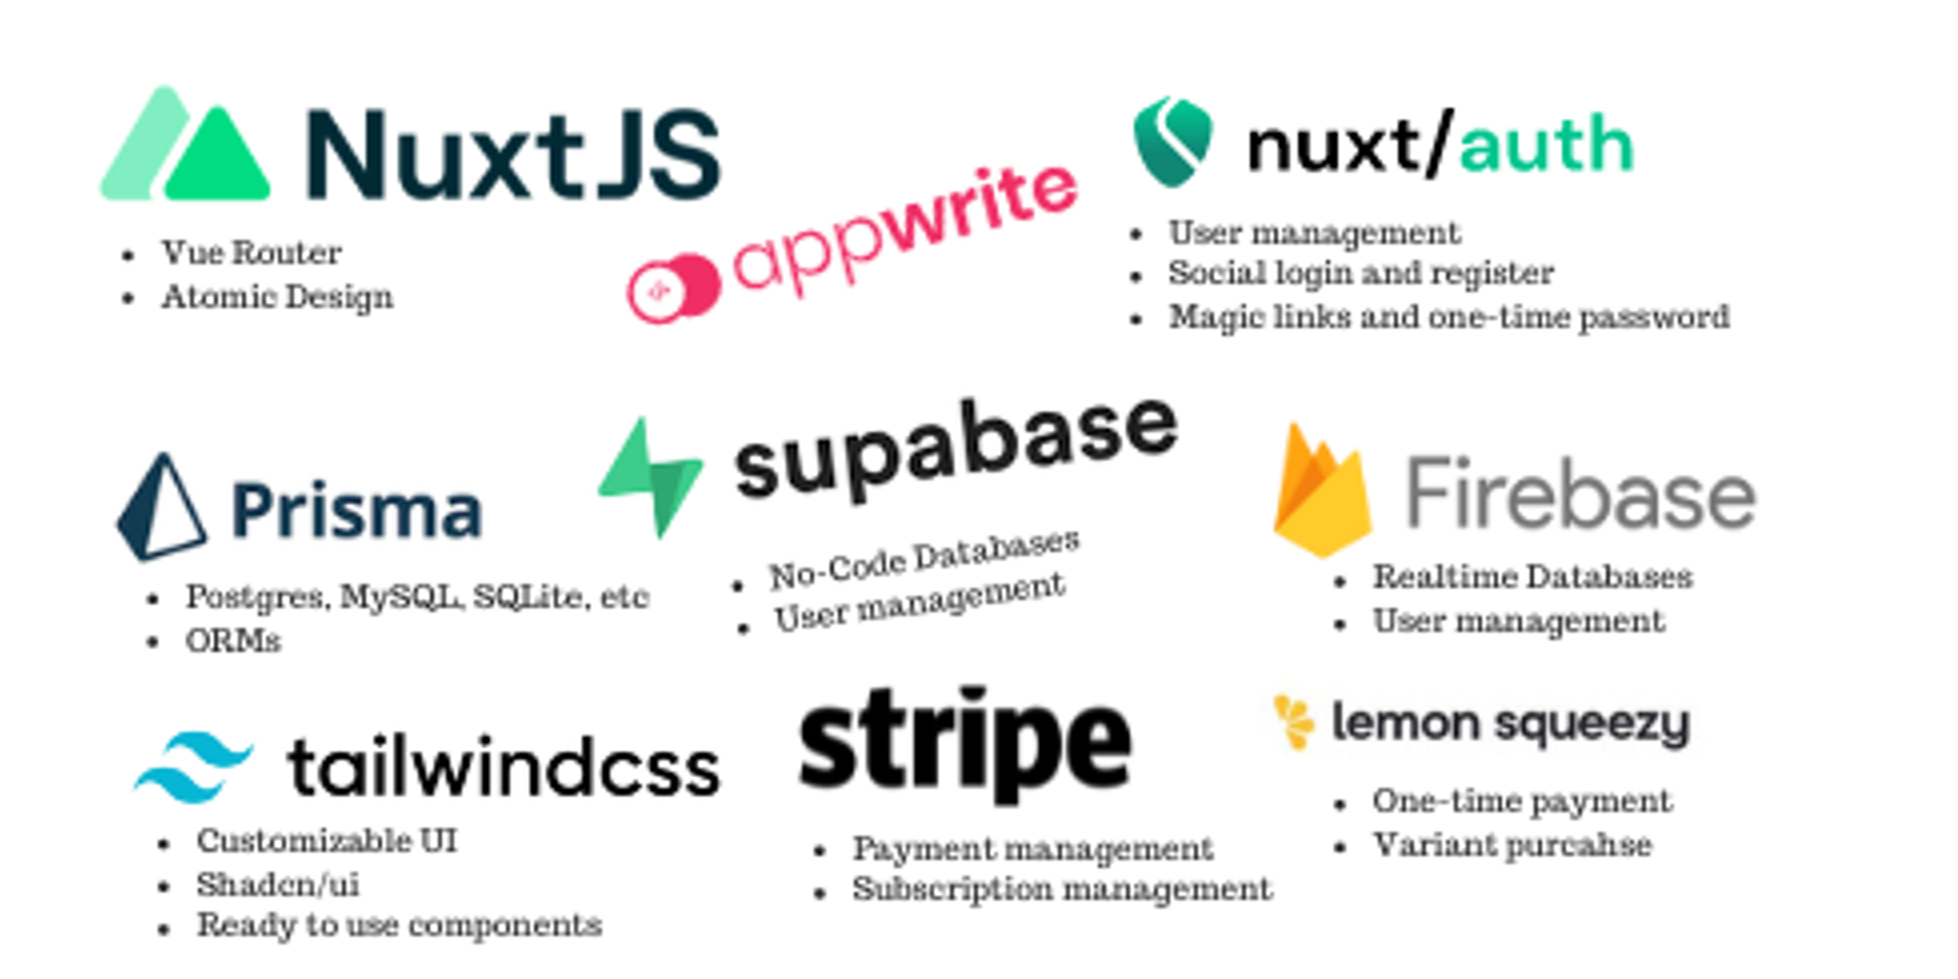 NuxtJS
• Vue Router
• Atomic Design
appwrite
nuxt/auth
• User management
• Social login and register
• Magic links and one-time password
Prisma
• Postgres, MySQL, SQLite, etc
• ORMs
supabase
• No-Code Databases
• User management
Firebase
• Realtime Databases
• User management
tailwindcss
• Customizable UI
• Shadcn/ui
• Ready to use components
stripe
• Payment management
• Subscription management
lemon squeezy
• One-time payment
• Variant purcahse